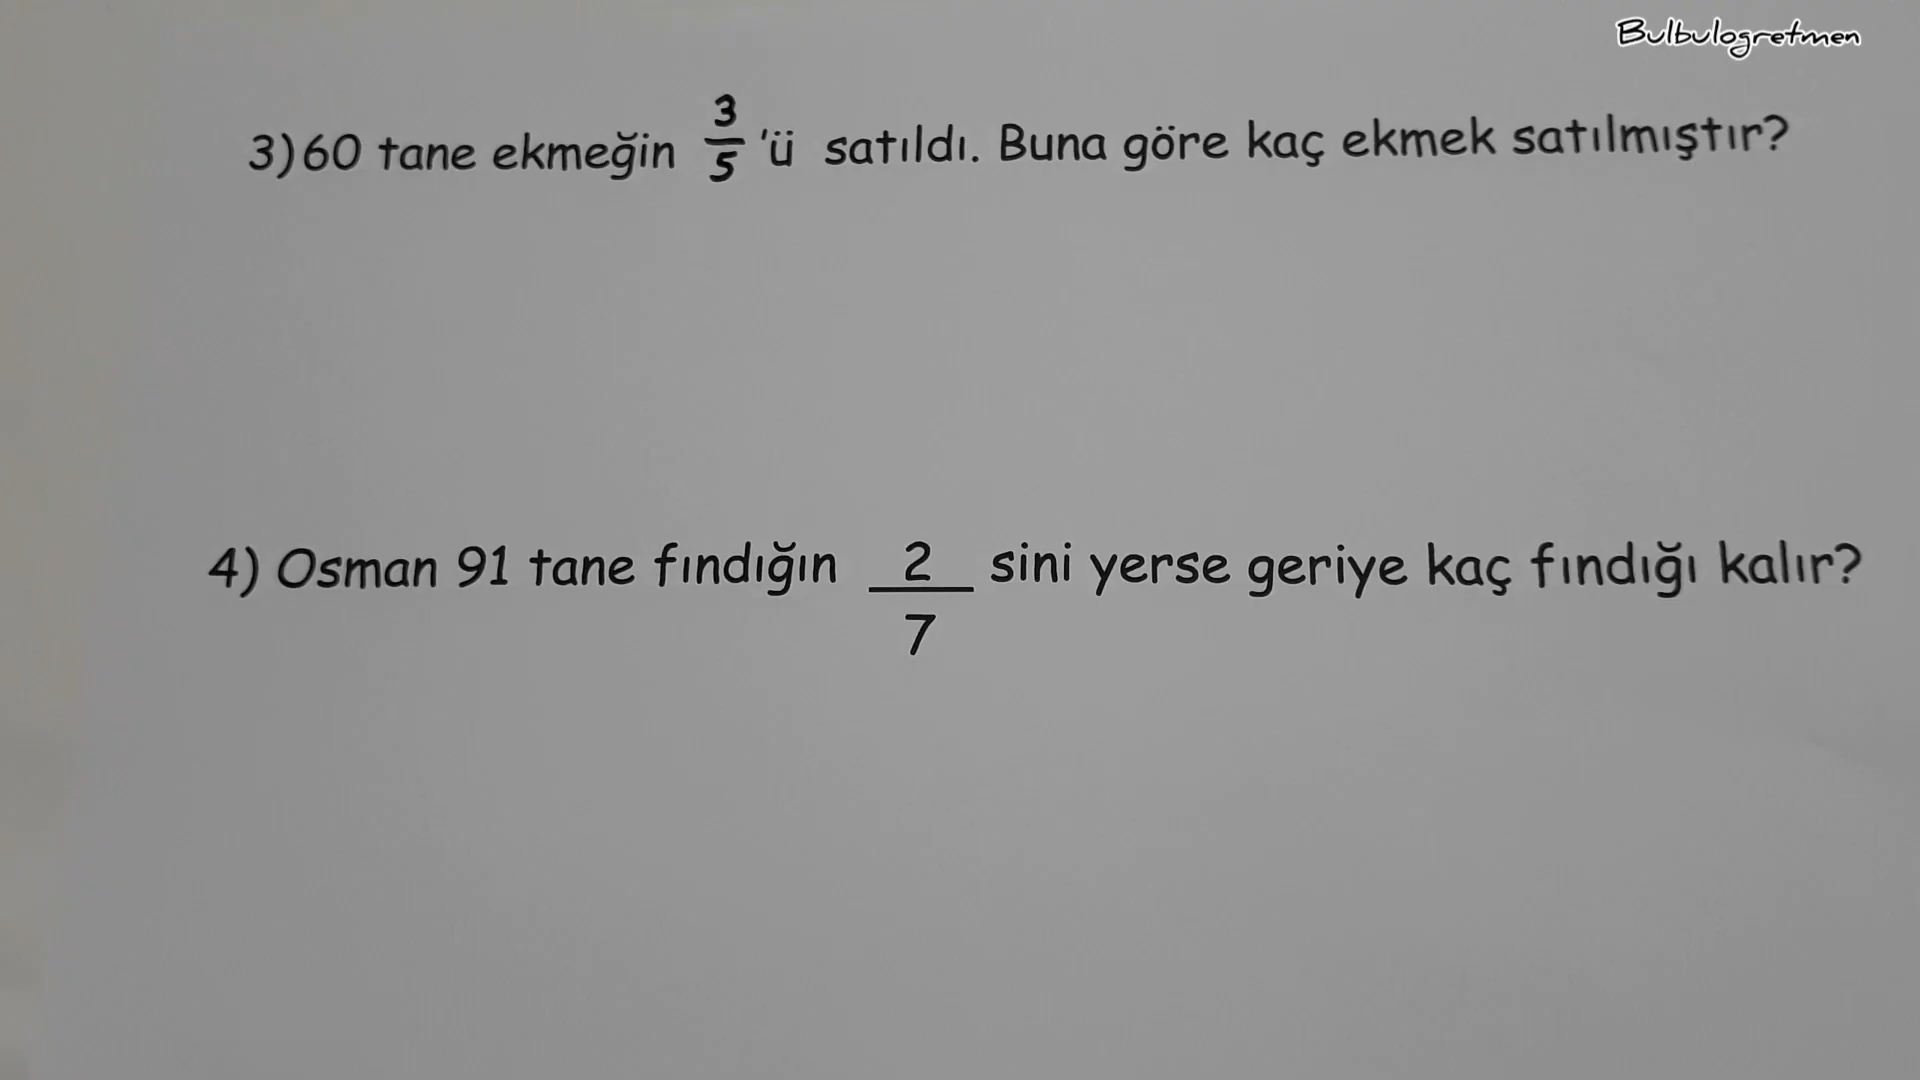 Bulbulogretmen
3) 60 tane ekmeğin 3/5 'ü satıldı. Buna göre kaç ekmek satılmıştır?
4) Osman 91 tane fındığın 2/7 sini yerse geriye kaç fındığı kalır?